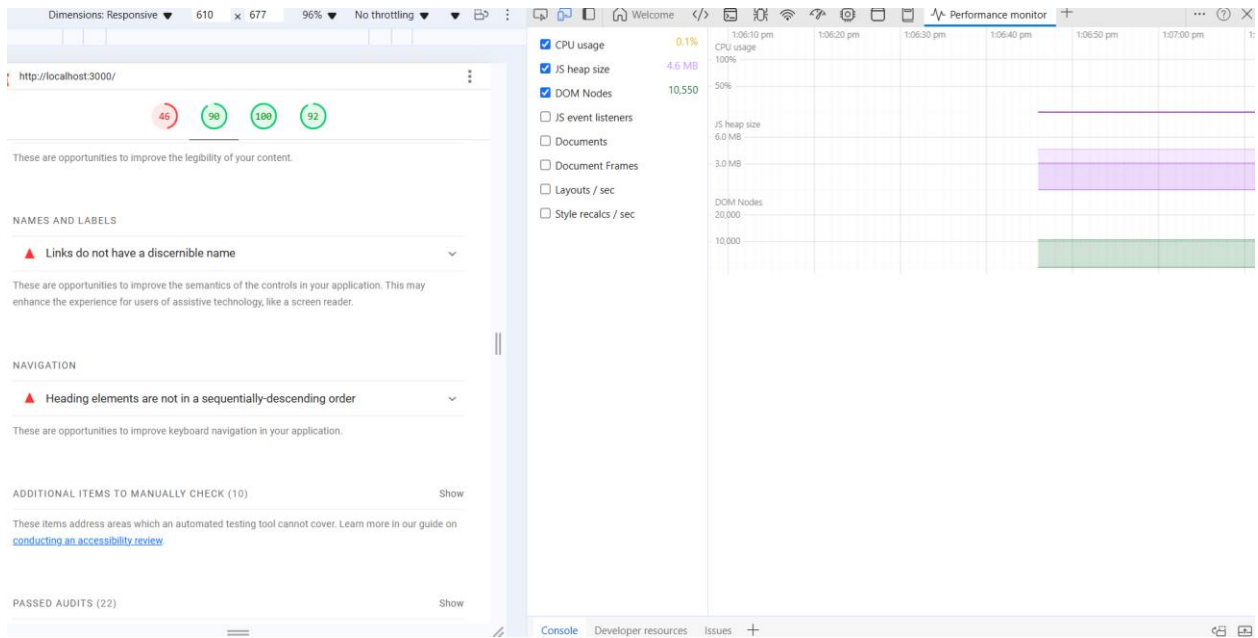 Dimensions: Responsive ▼ 610 x 677 96% ▼ No throttling ▼
http://localhost:3000/
46 90 100 92
These are opportunities to improve the legibility of your content.
NAMES AND LABELS
Links do not have a discernible name
These are opportunities to improve the semantics of the controls in your application. This may
enhance the experience for users of assistive technology, like a screen reader.
NAVIGATION
Heading elements are not in a sequentially-descending order
These are opportunities to improve keyboard navigation in your application.
ADDITIONAL ITEMS TO MANUALLY CHECK (10) Show
These items address areas which an automated testing tool cannot cover. Learn more in our guide on
conducting an accessibility review.
PASSED AUDITS (22) Show
Welcome Performance monitor
CPU usage 0.1%
JS heap size 4.6 MB
DOM Nodes 10,550
JS event listeners
Documents
Document Frames
Layouts / sec
Style recalcs / sec
1:06:10 pm 1:06:20 pm 1:06:30 pm 1:06:40 pm 1:06:50 pm 1:07:00 pm
CPU usage
100%
50%
JS heap size
6.0 MB
3.0 MB
DOM Nodes
20,000
10,000
Console Developer resources Issues